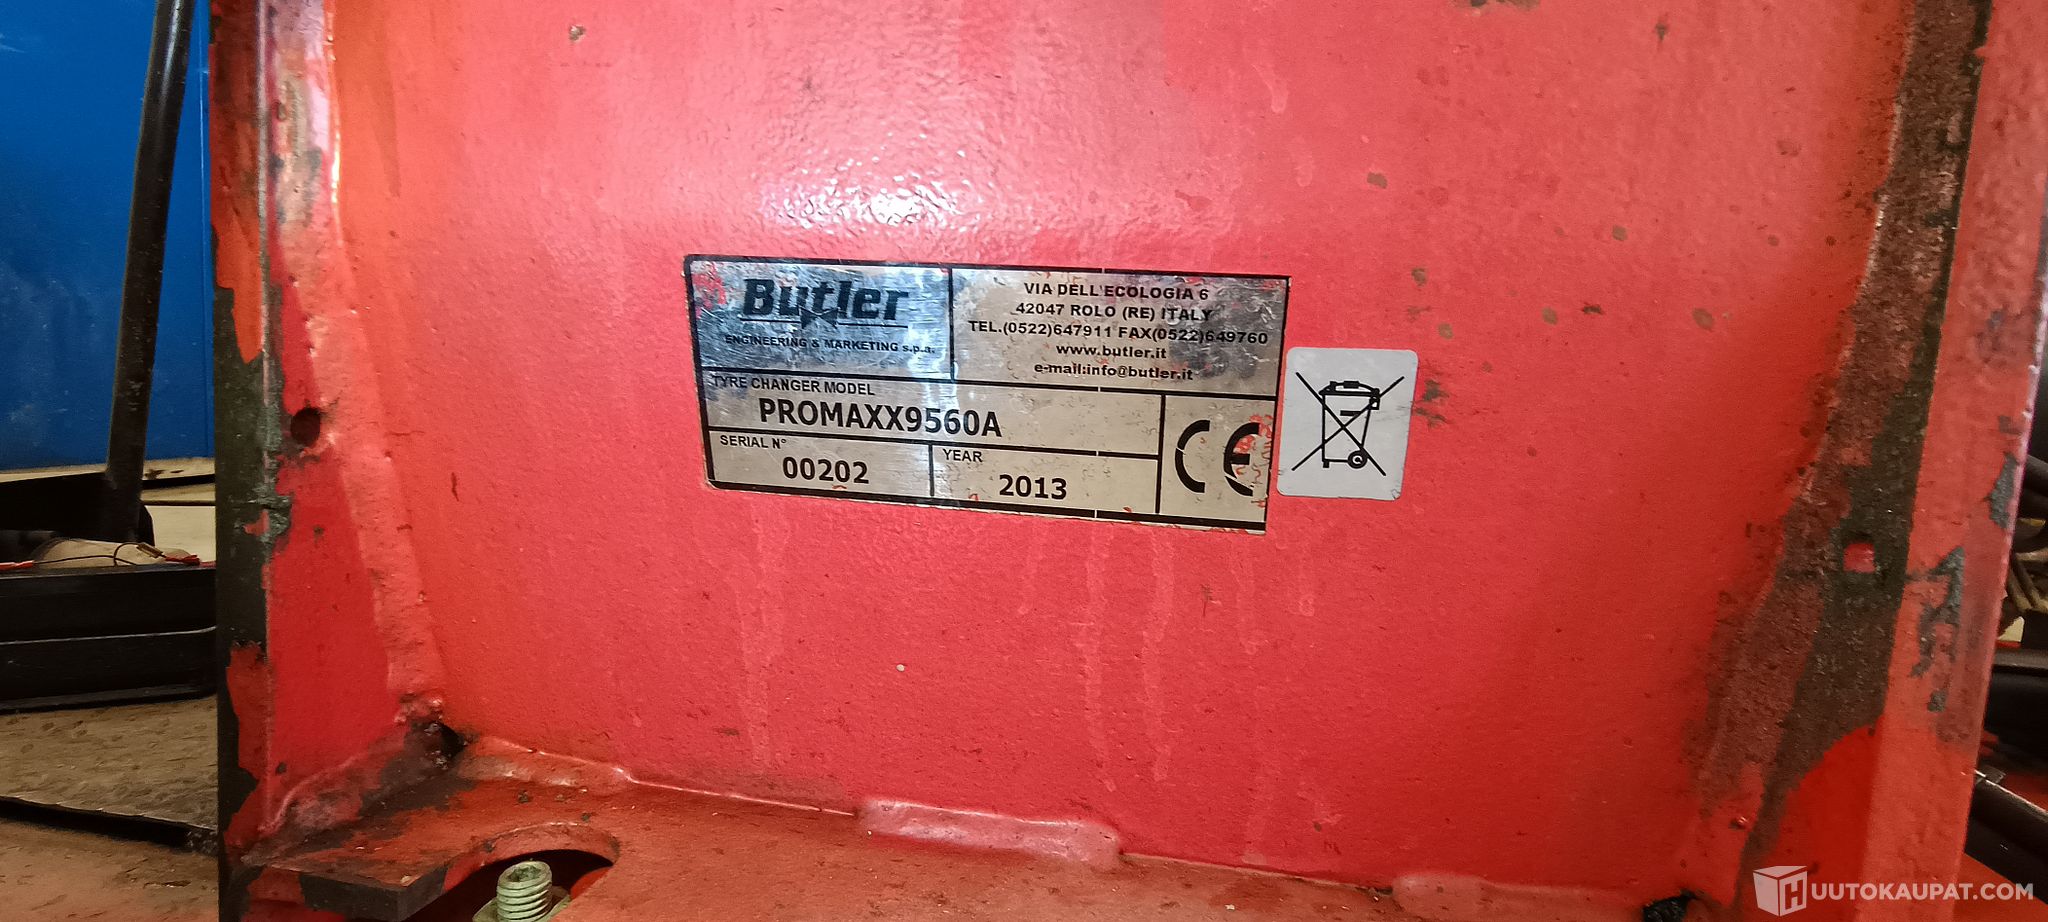 Butler
ENGINEERING & MARKETING s.p.a.
VIA DELL'ECOLOGIA 6
42047 ROLO (RE) ITALY
TEL.(0522)647911 FAX(0522)649760
www.butler.it
e-mail:info@butler.it
TYRE CHANGER MODEL
PROMAXX9560A
SERIAL N°
00202
YEAR
2013
CE
HUUTOKAUPAT.COM